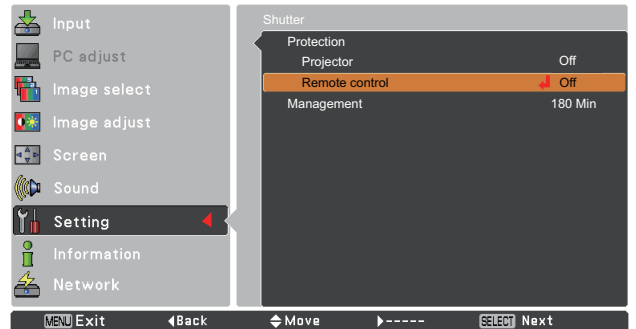 Input
PC adjust
Image select
Image adjust
Screen
Sound
Setting
Information
Network
Shutter
Protection
Projector Off
Remote control Off
Management 180 Min
MENU Exit Back Move ----- SELECT Next